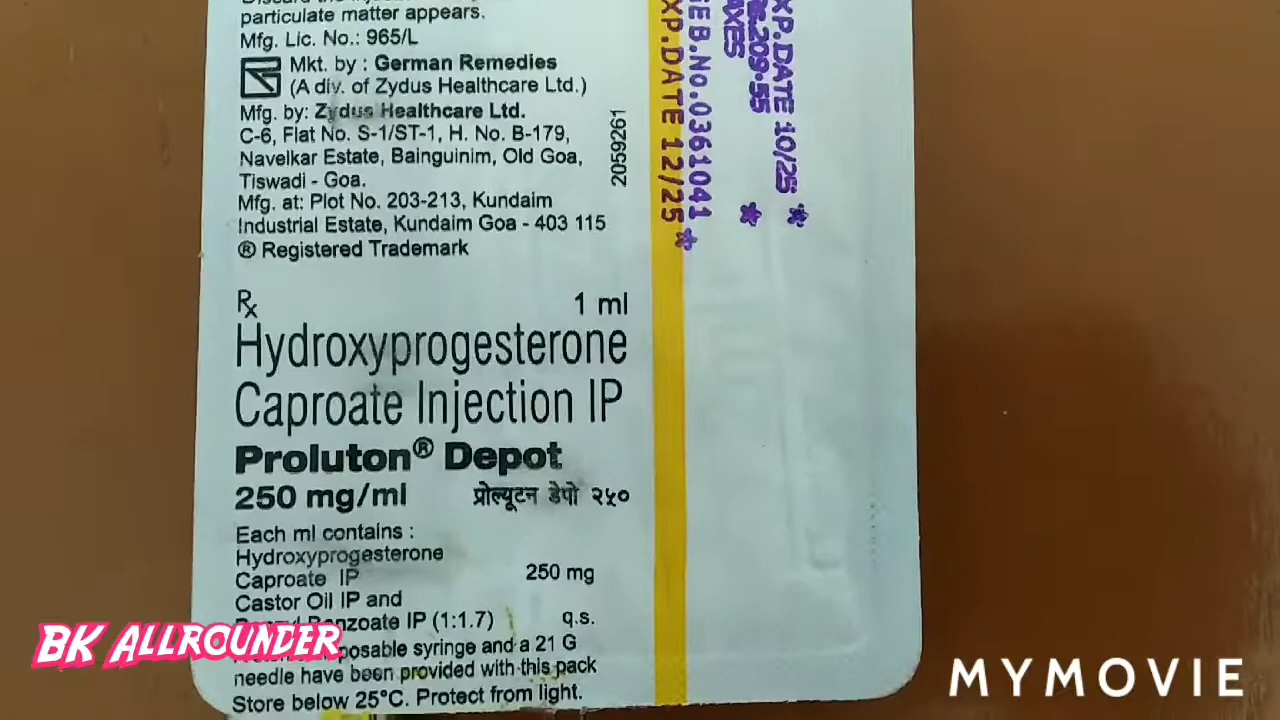 particulate matter appears.
Mfg. Lic. No.: 965/L
Mkt. by : German Remedies
(A div. of Zydus Healthcare Ltd.)
Mfg. by: Zydus Healthcare Ltd.
C-6, Flat No. S-1/ST-1, H. No. B-179,
Navelkar Estate, Bainguinim, Old Goa,
Tiswadi - Goa.
Mfg. at: Plot No. 203-213, Kundaim
Industrial Estate, Kundaim Goa - 403 115
® Registered Trademark
2059261
Rx 1 ml
Hydroxyprogesterone
Caproate Injection IP
Proluton® Depot
250 mg/ml प्रोल्यूटन डेपो २५०
Each ml contains :
Hydroxyprogesterone
Caproate IP 250 mg
Castor Oil IP and
Benzoate IP (1:1.7) q.s.
syringe and a 21 G
needle have been provided with this pack
Store below 25°C. Protect from light.
XP.DATE 12/25 *
EB.No.0361041
209.55 *
XP.DATE 10/25 *
BK ALLROUNDER
MYMOVIE